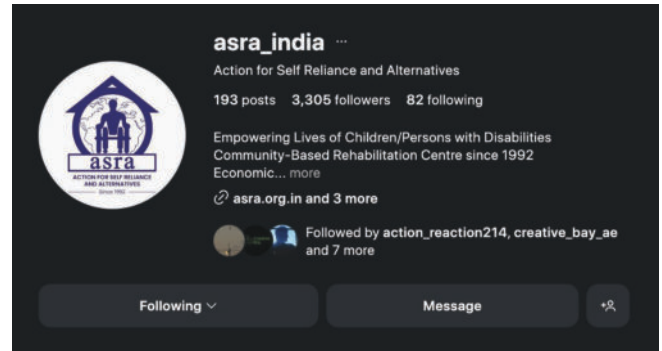 asra_india ...
Action for Self Reliance and Alternatives
193 posts 3,305 followers 82 following
Empowering Lives of Children/Persons with Disabilities
Community-Based Rehabilitation Centre since 1992
Economic... more
asra.org.in and 3 more
Followed by action_reaction214, creative_bay_ae
and 7 more
asra
ACTION FOR SELF RELIANCE
AND ALTERNATIVES
Since 1992
Following
Message